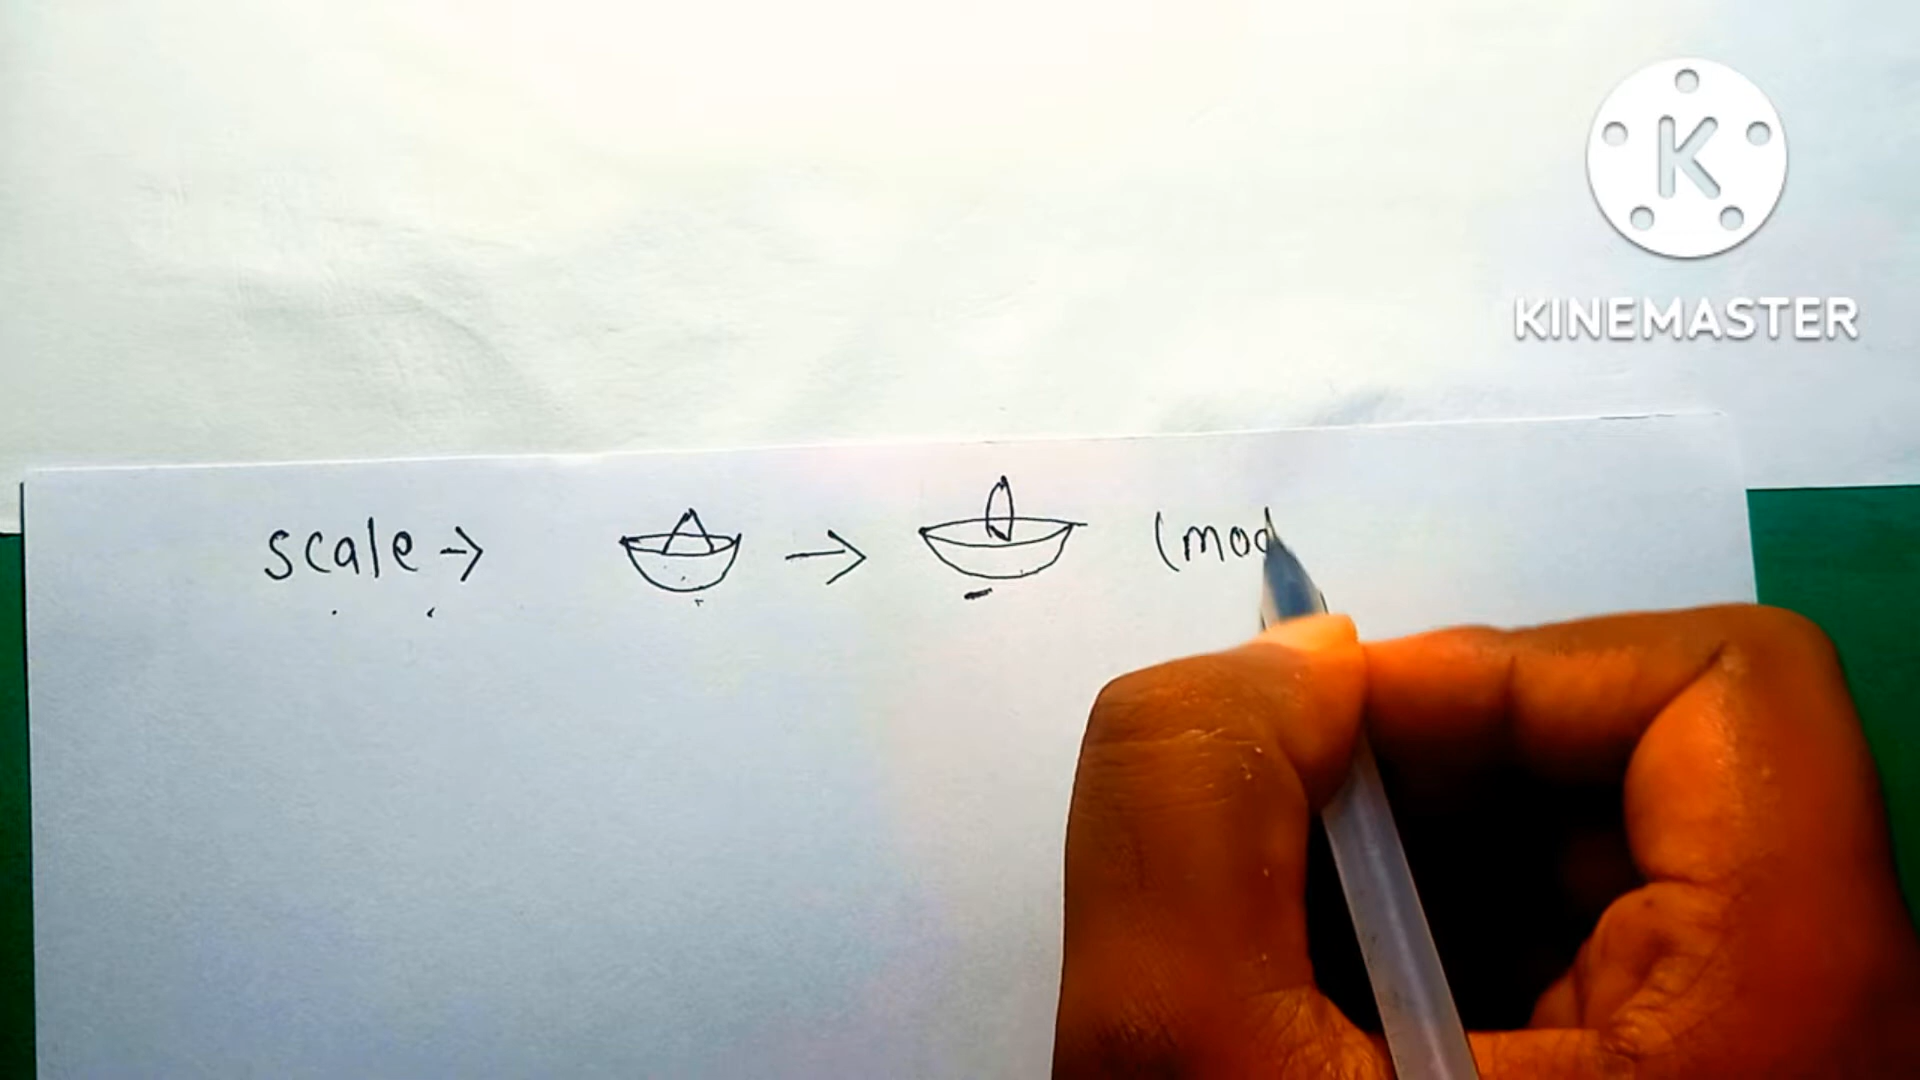 K
KINEMASTER
scale → → (mod